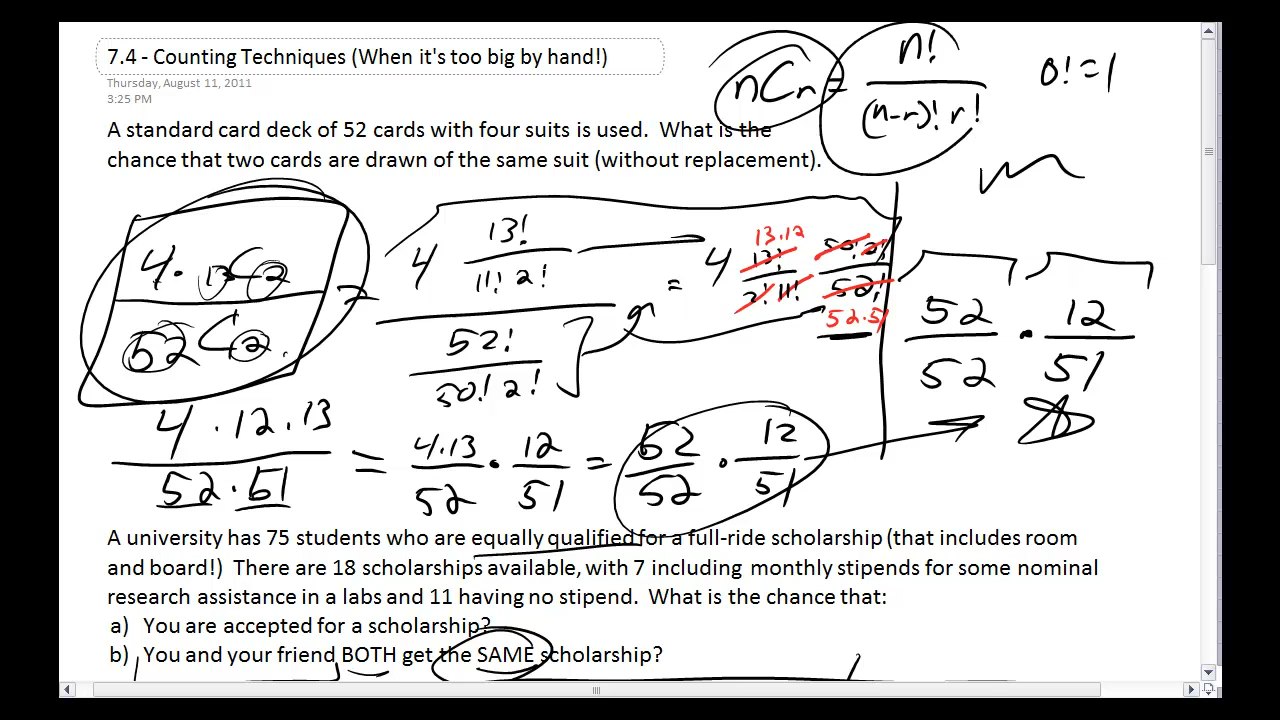 7.4 - Counting Techniques (When it's too big by hand!)
Thursday, August 11, 2011
3:25 PM
nCr = n! / (n-r)! r!
0! = 1
A standard card deck of 52 cards with four suits is used. What is the
chance that two cards are drawn of the same suit (without replacement).
4 · 13C2 / 52C2 = 4 13! / 11! 2! / 52! / 50! 2! = 4 13! / 2! 11! 50! 2! / 52!
13·12
52·51
52/52 · 12/51
4 · 12 · 13 / 52 · 51 = 4·13 / 52 · 12/51 = 52/52 · 12/51
A university has 75 students who are equally qualified for a full-ride scholarship (that includes room
and board!) There are 18 scholarships available, with 7 including monthly stipends for some nominal
research assistance in a labs and 11 having no stipend. What is the chance that:
a) You are accepted for a scholarship?
b) You and your friend BOTH get the SAME scholarship?